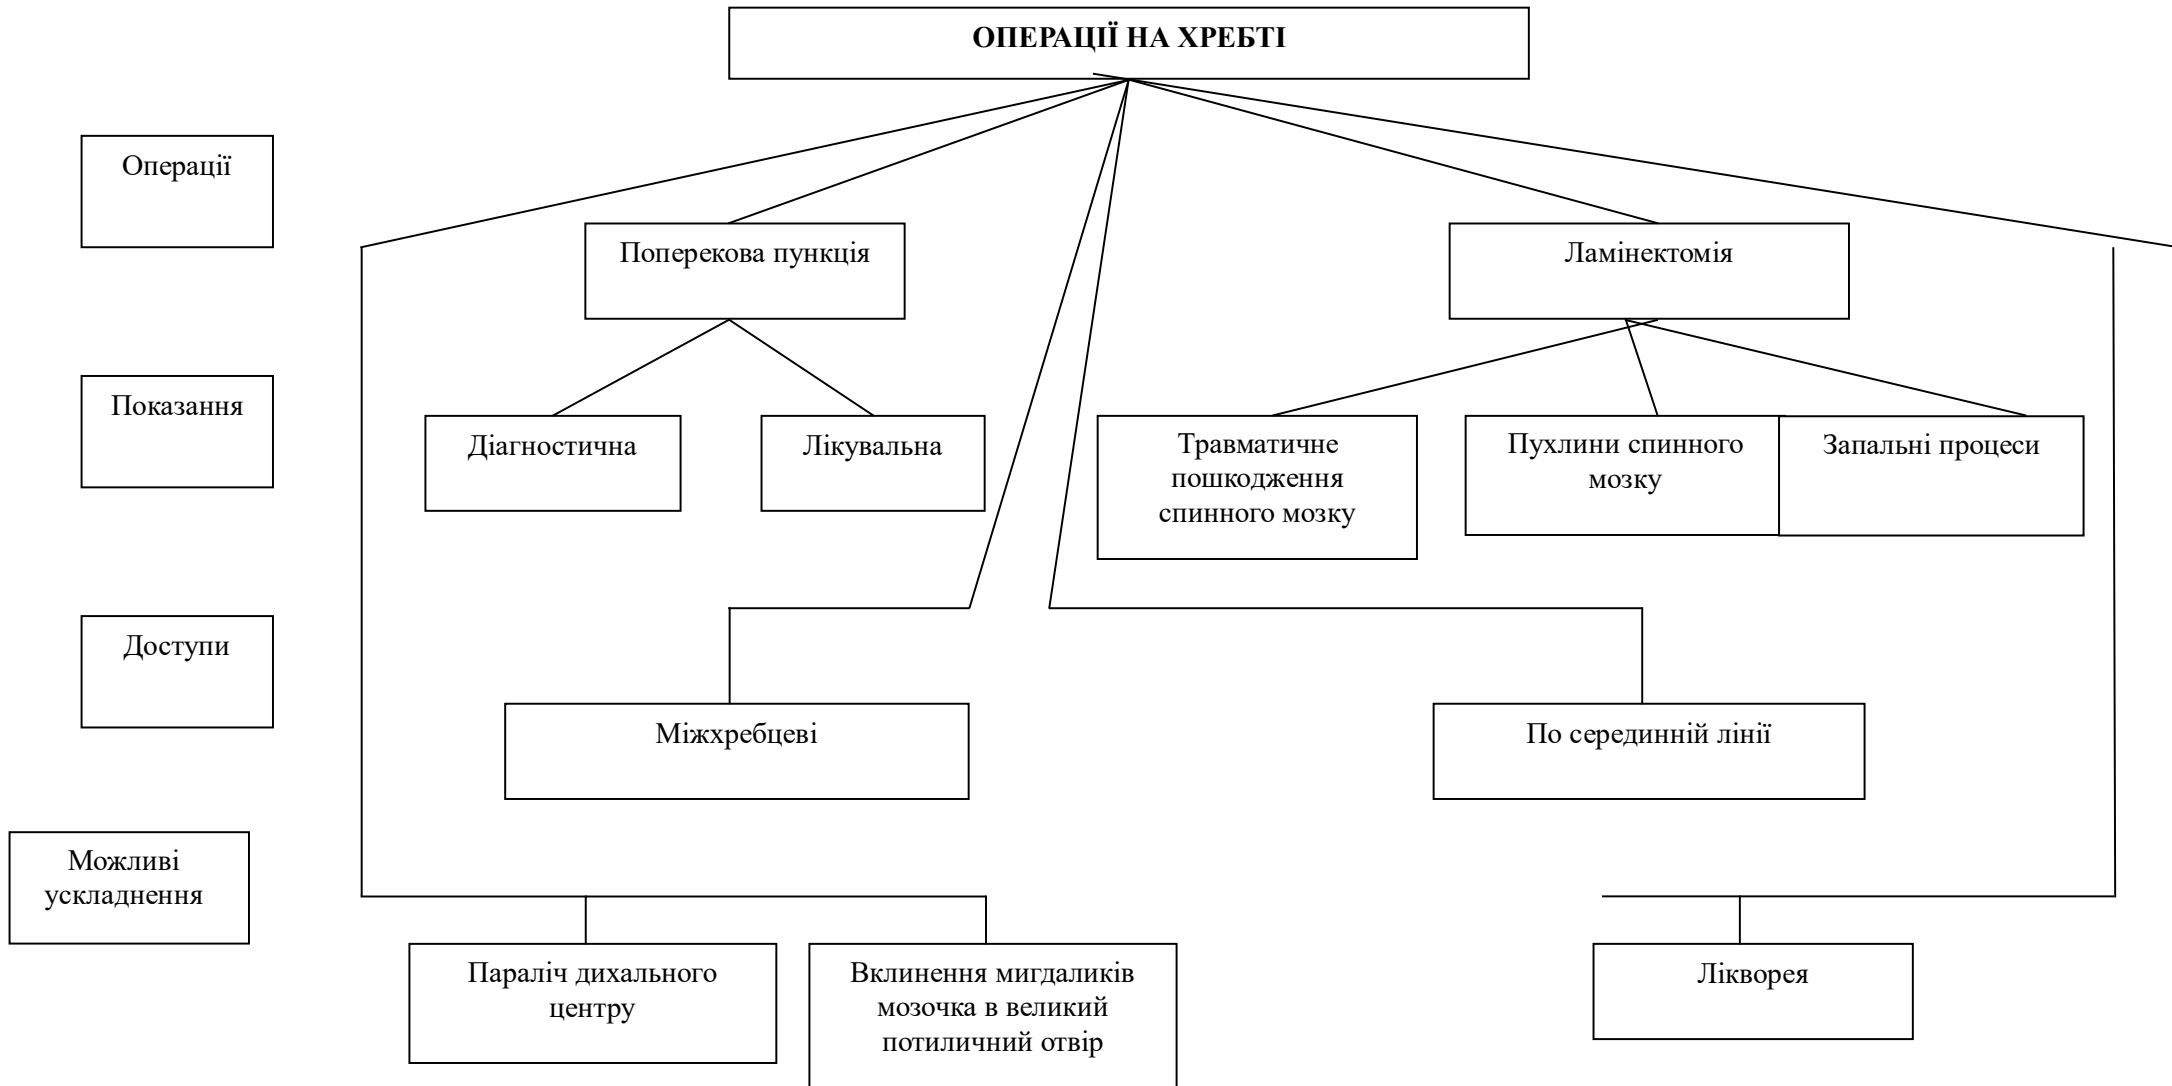 ОПЕРАЦІЇ НА ХРЕБТІ
Операції
Поперекова пункція
Ламінектомія
Показання
Діагностична
Лікувальна
Травматичне
пошкодження
спинного мозку
Пухлини спинного
мозку
Запальні процеси
Доступи
Міжхребцеві
По серединній лінії
Можливі
ускладнення
Параліч дихального
центру
Вклинення мигдаликів
мозочка в великий
потиличний отвір
Лікворея